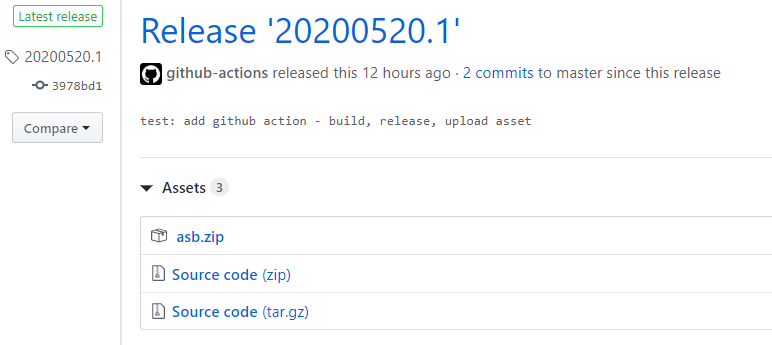 Latest release
20200520.1
3978bd1
Compare
Release '20200520.1'
github-actions released this 12 hours ago · 2 commits to master since this release
test: add github action - build, release, upload asset
Assets 3
asb.zip
Source code (zip)
Source code (tar.gz)